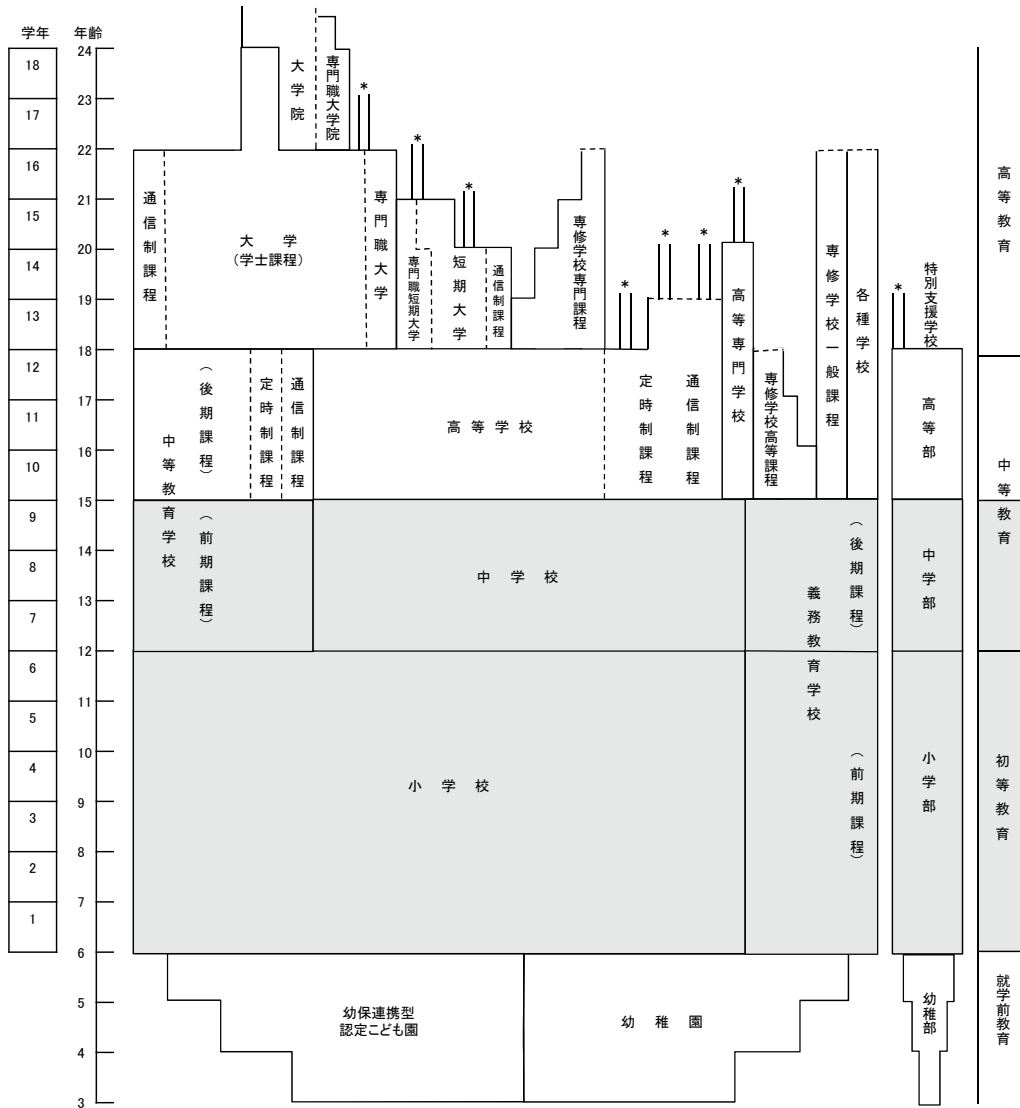 学年
年齢
24
23
22
21
20
19
18
17
16
15
14
13
12
11
10
9
8
7
6
5
4
3
18
17
16
15
14
13
12
11
10
9
8
7
6
5
4
3
2
1
大学院
専門職大学院
*
*
*
*
*
*
*
*
通信制課程
大学
(学士課程)
専門職大学
専門職短期大学
短期大学
通信制課程
専修学校専門課程
高等専門学校
専修学校一般課程
各種学校
特別支援学校
中等教育学校
(後期課程)
定時制課程
通信制課程
高等学校
定時制課程
通信制課程
専修学校高等課程
高等部
(前期課程)
中学校
義務教育学校
(後期課程)
中学部
小学校
(前期課程)
小学部
幼保連携型
認定こども園
幼稚園
幼稚部
高等教育
中等教育
初等教育
就学前教育